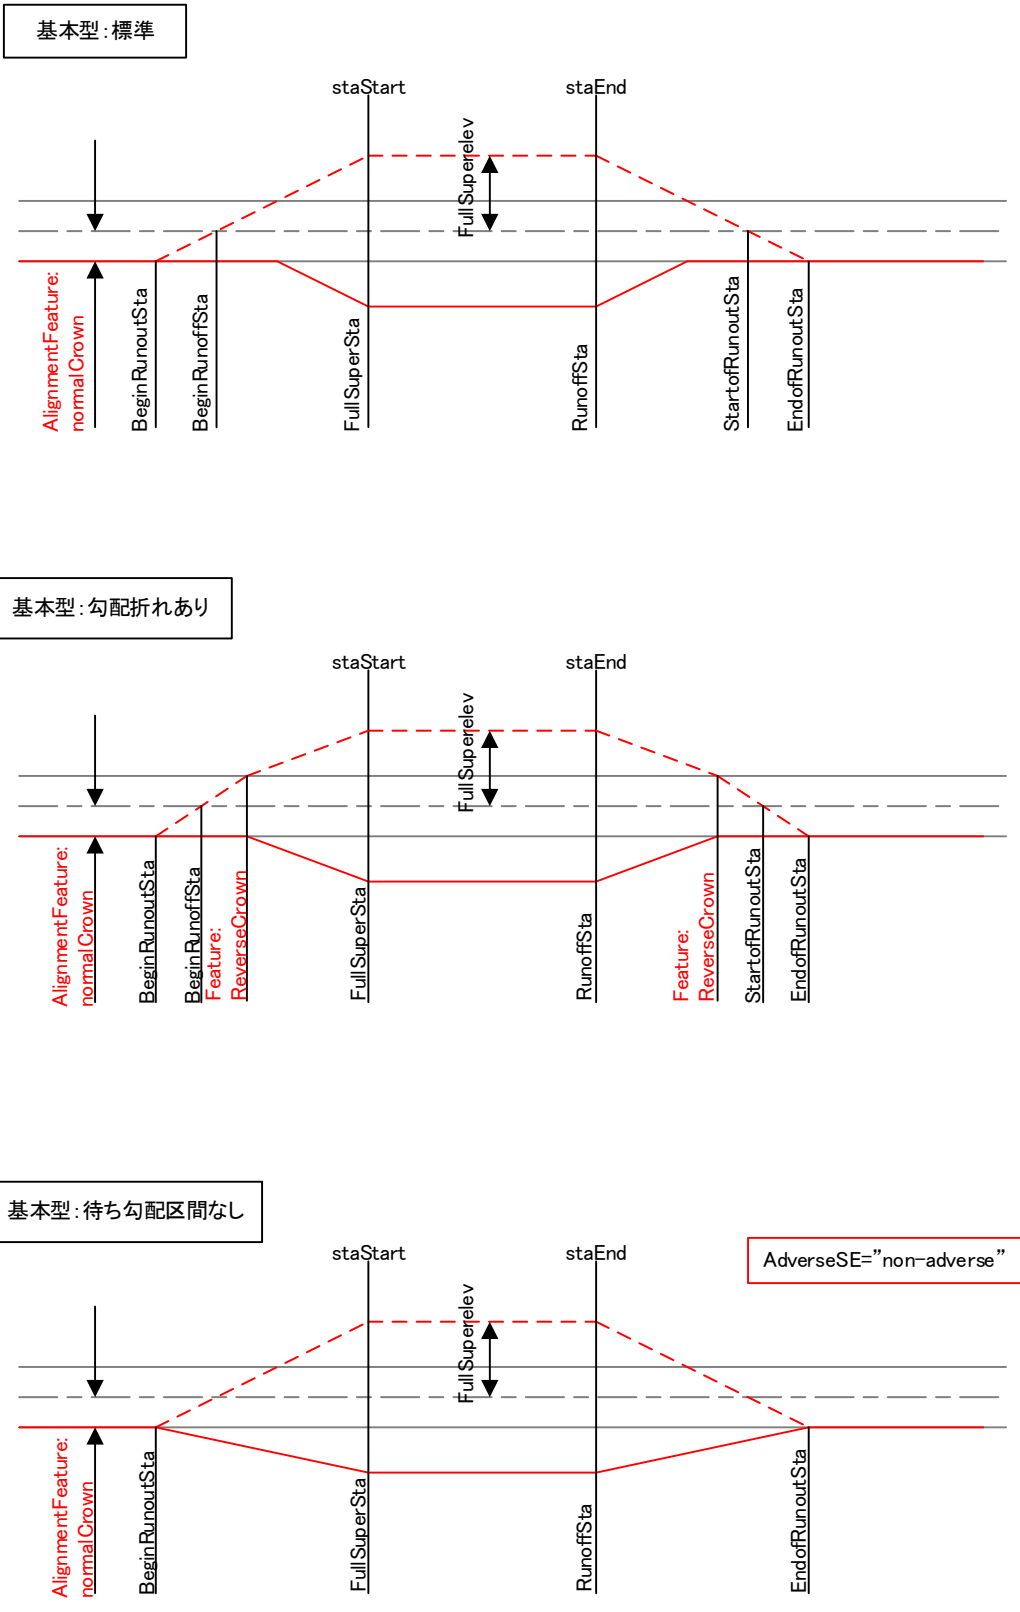 基本型：標準
staStart
staEnd
FullSuperelev
AlignmentFeature:
normalCrown
BeginRunoutSta
BeginRunoffSta
FullSuperSta
RunoffSta
StartofRunoutSta
EndofRunoutSta
基本型：勾配折れあり
staStart
staEnd
FullSuperelev
AlignmentFeature:
normalCrown
BeginRunoutSta
BeginRunoffSta
Feature:
ReverseCrown
FullSuperSta
RunoffSta
Feature:
ReverseCrown
StartofRunoutSta
EndofRunoutSta
基本型：待ち勾配区間なし
staStart
staEnd
AdverseSE=”non-adverse”
FullSuperelev
AlignmentFeature:
normalCrown
BeginRunoutSta
FullSuperSta
RunoffSta
EndofRunoutSta